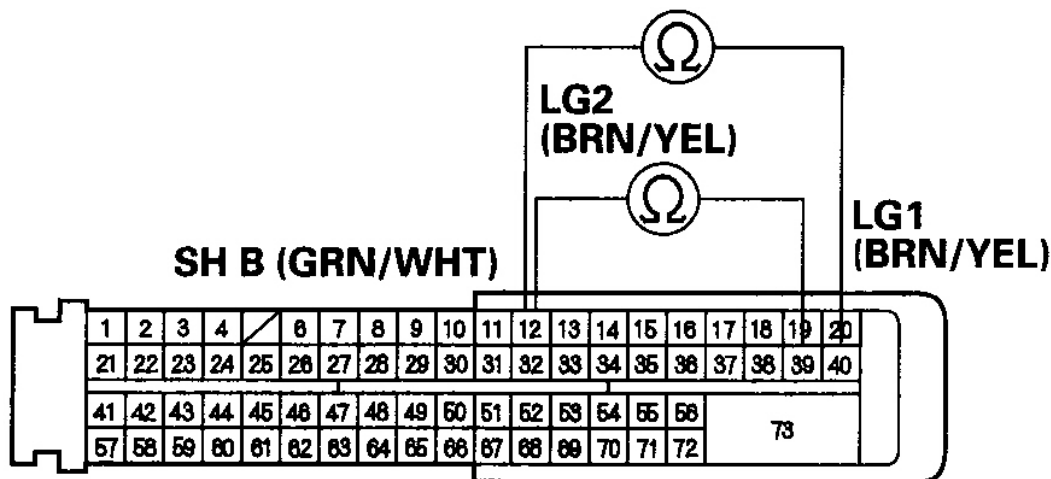 Ω
LG2
(BRN/YEL)
Ω
LG1
(BRN/YEL)
SH B (GRN/WHT)
1 2 3 4 6 7 8 9 10 11 12 13 14 15 16 17 18 19 20
21 22 23 24 25 26 27 28 29 30 31 32 33 34 35 36 37 38 39 40
41 42 43 44 45 46 47 48 49 50 51 52 53 54 55 56 73
57 58 59 60 61 62 63 64 65 66 67 68 69 70 71 72